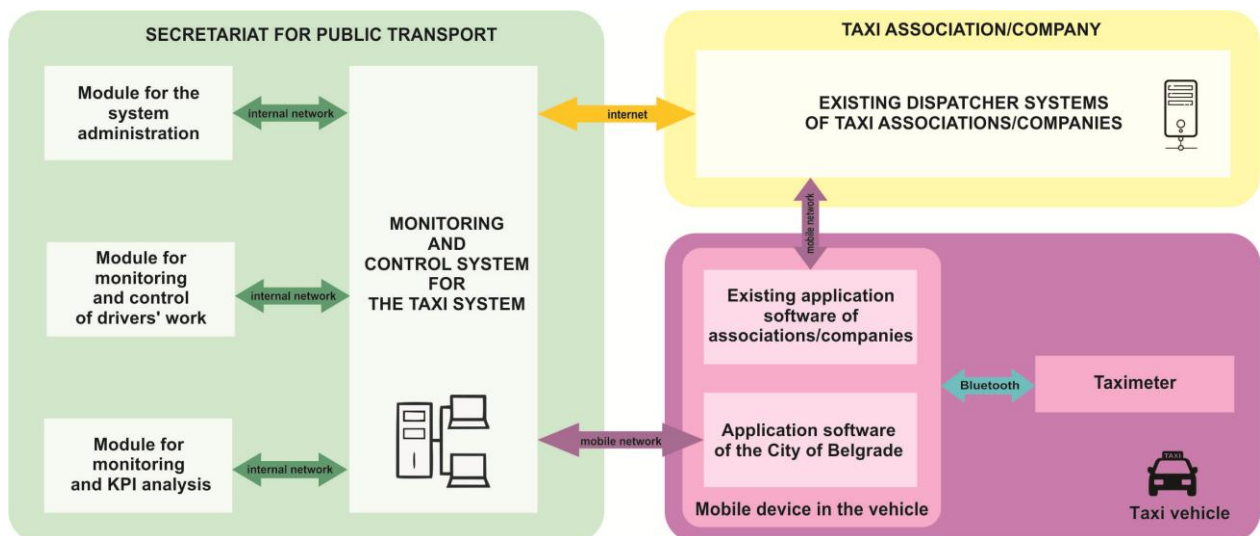 SECRETARIAT FOR PUBLIC TRANSPORT
Module for the
system
administration
internal network
Module for
monitoring
and control
of drivers' work
internal network
Module for
monitoring
and KPI analysis
internal network
MONITORING
AND
CONTROL SYSTEM
FOR
THE TAXI SYSTEM
internet
mobile network
TAXI ASSOCIATION/COMPANY
EXISTING DISPATCHER SYSTEMS
OF TAXI ASSOCIATIONS/COMPANIES
mobile network
Existing application
software of
associations/companies
Application software
of the City of Belgrade
Mobile device in the vehicle
Bluetooth
Taximeter
TAXI
Taxi vehicle